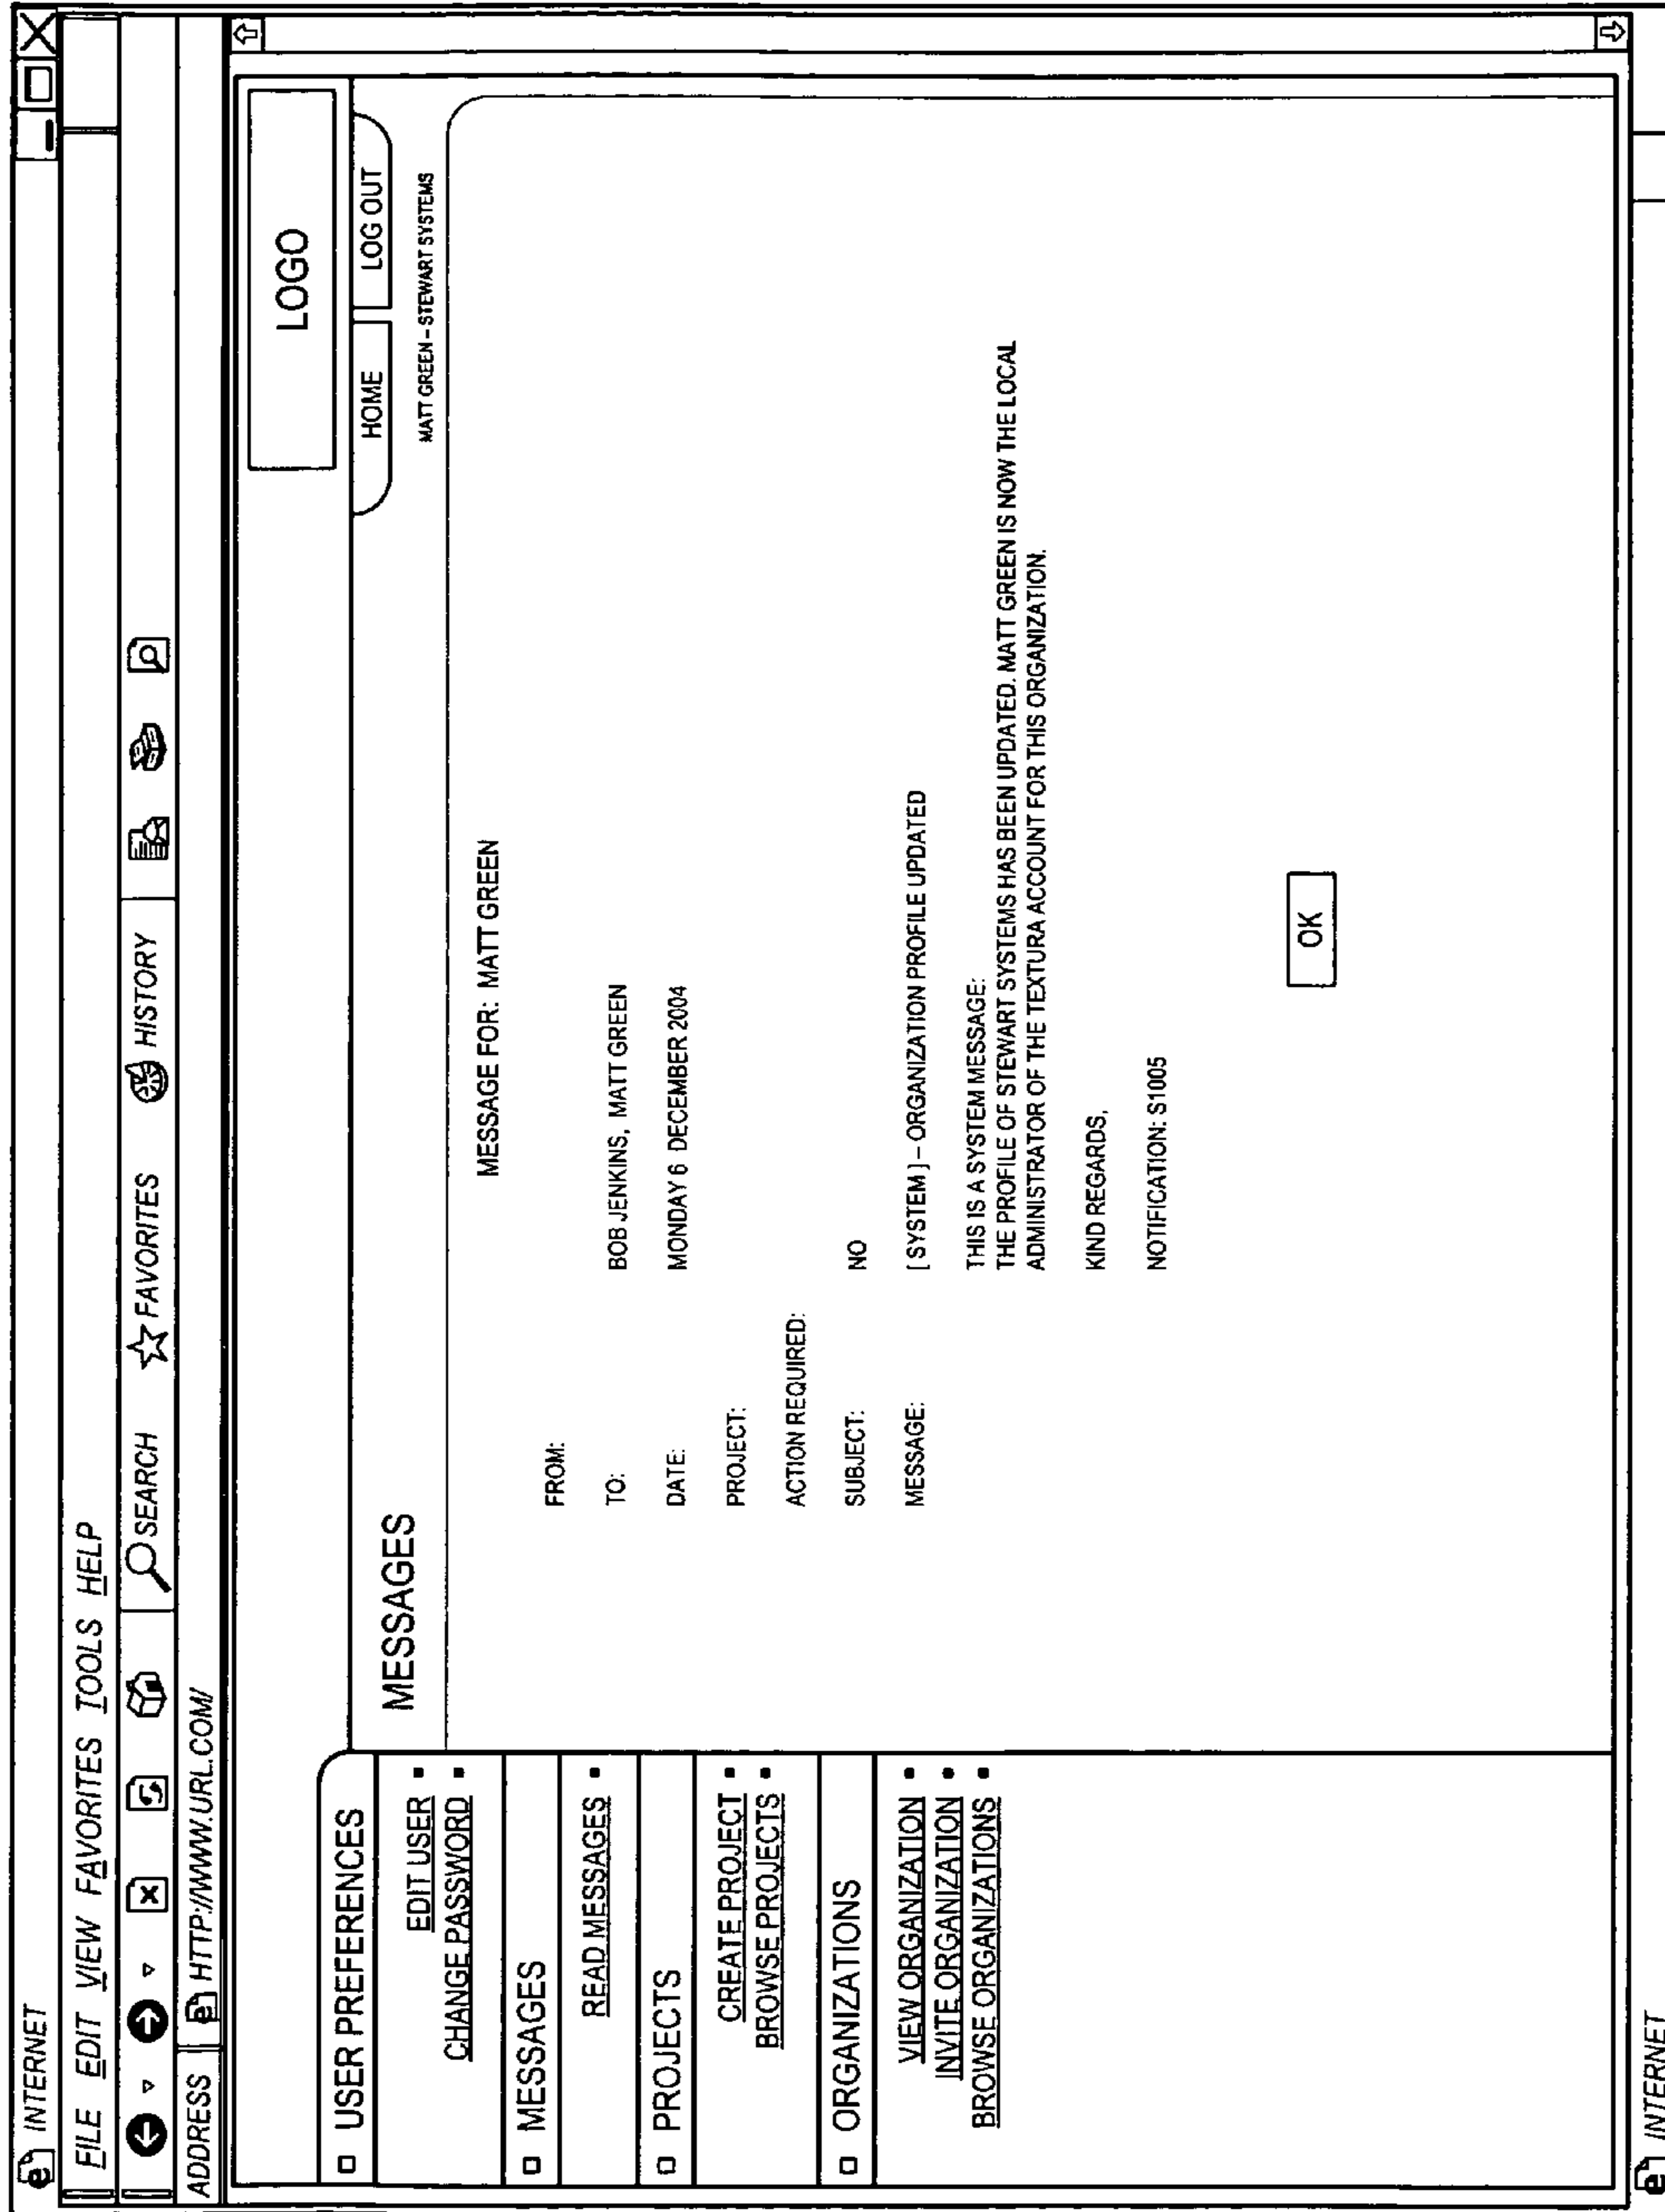 INTERNET
FILE EDIT VIEW FAVORITES TOOLS HELP
SEARCH FAVORITES HISTORY
ADDRESS HTTP://WWW.URL.COM/
LOGO
HOME LOG OUT
USER PREFERENCES
EDIT USER
CHANGE PASSWORD
MESSAGES
READ MESSAGES
PROJECTS
CREATE PROJECT
BROWSE PROJECTS
ORGANIZATIONS
VIEW ORGANIZATION
INVITE ORGANIZATION
BROWSE ORGANIZATIONS
MESSAGES
MATT GREEN – STEWART SYSTEMS
MESSAGE FOR: MATT GREEN
FROM:
TO: BOB JENKINS, MATT GREEN
DATE: MONDAY 6 DECEMBER 2004
PROJECT:
ACTION REQUIRED:
SUBJECT: NO
MESSAGE: [SYSTEM] – ORGANIZATION PROFILE UPDATED
THIS IS A SYSTEM MESSAGE:
THE PROFILE OF STEWART SYSTEMS HAS BEEN UPDATED. MATT GREEN IS NOW THE LOCAL
ADMINISTRATOR OF THE TEXTURA ACCOUNT FOR THIS ORGANIZATION.
KIND REGARDS,
NOTIFICATION: S1005
OK
INTERNET